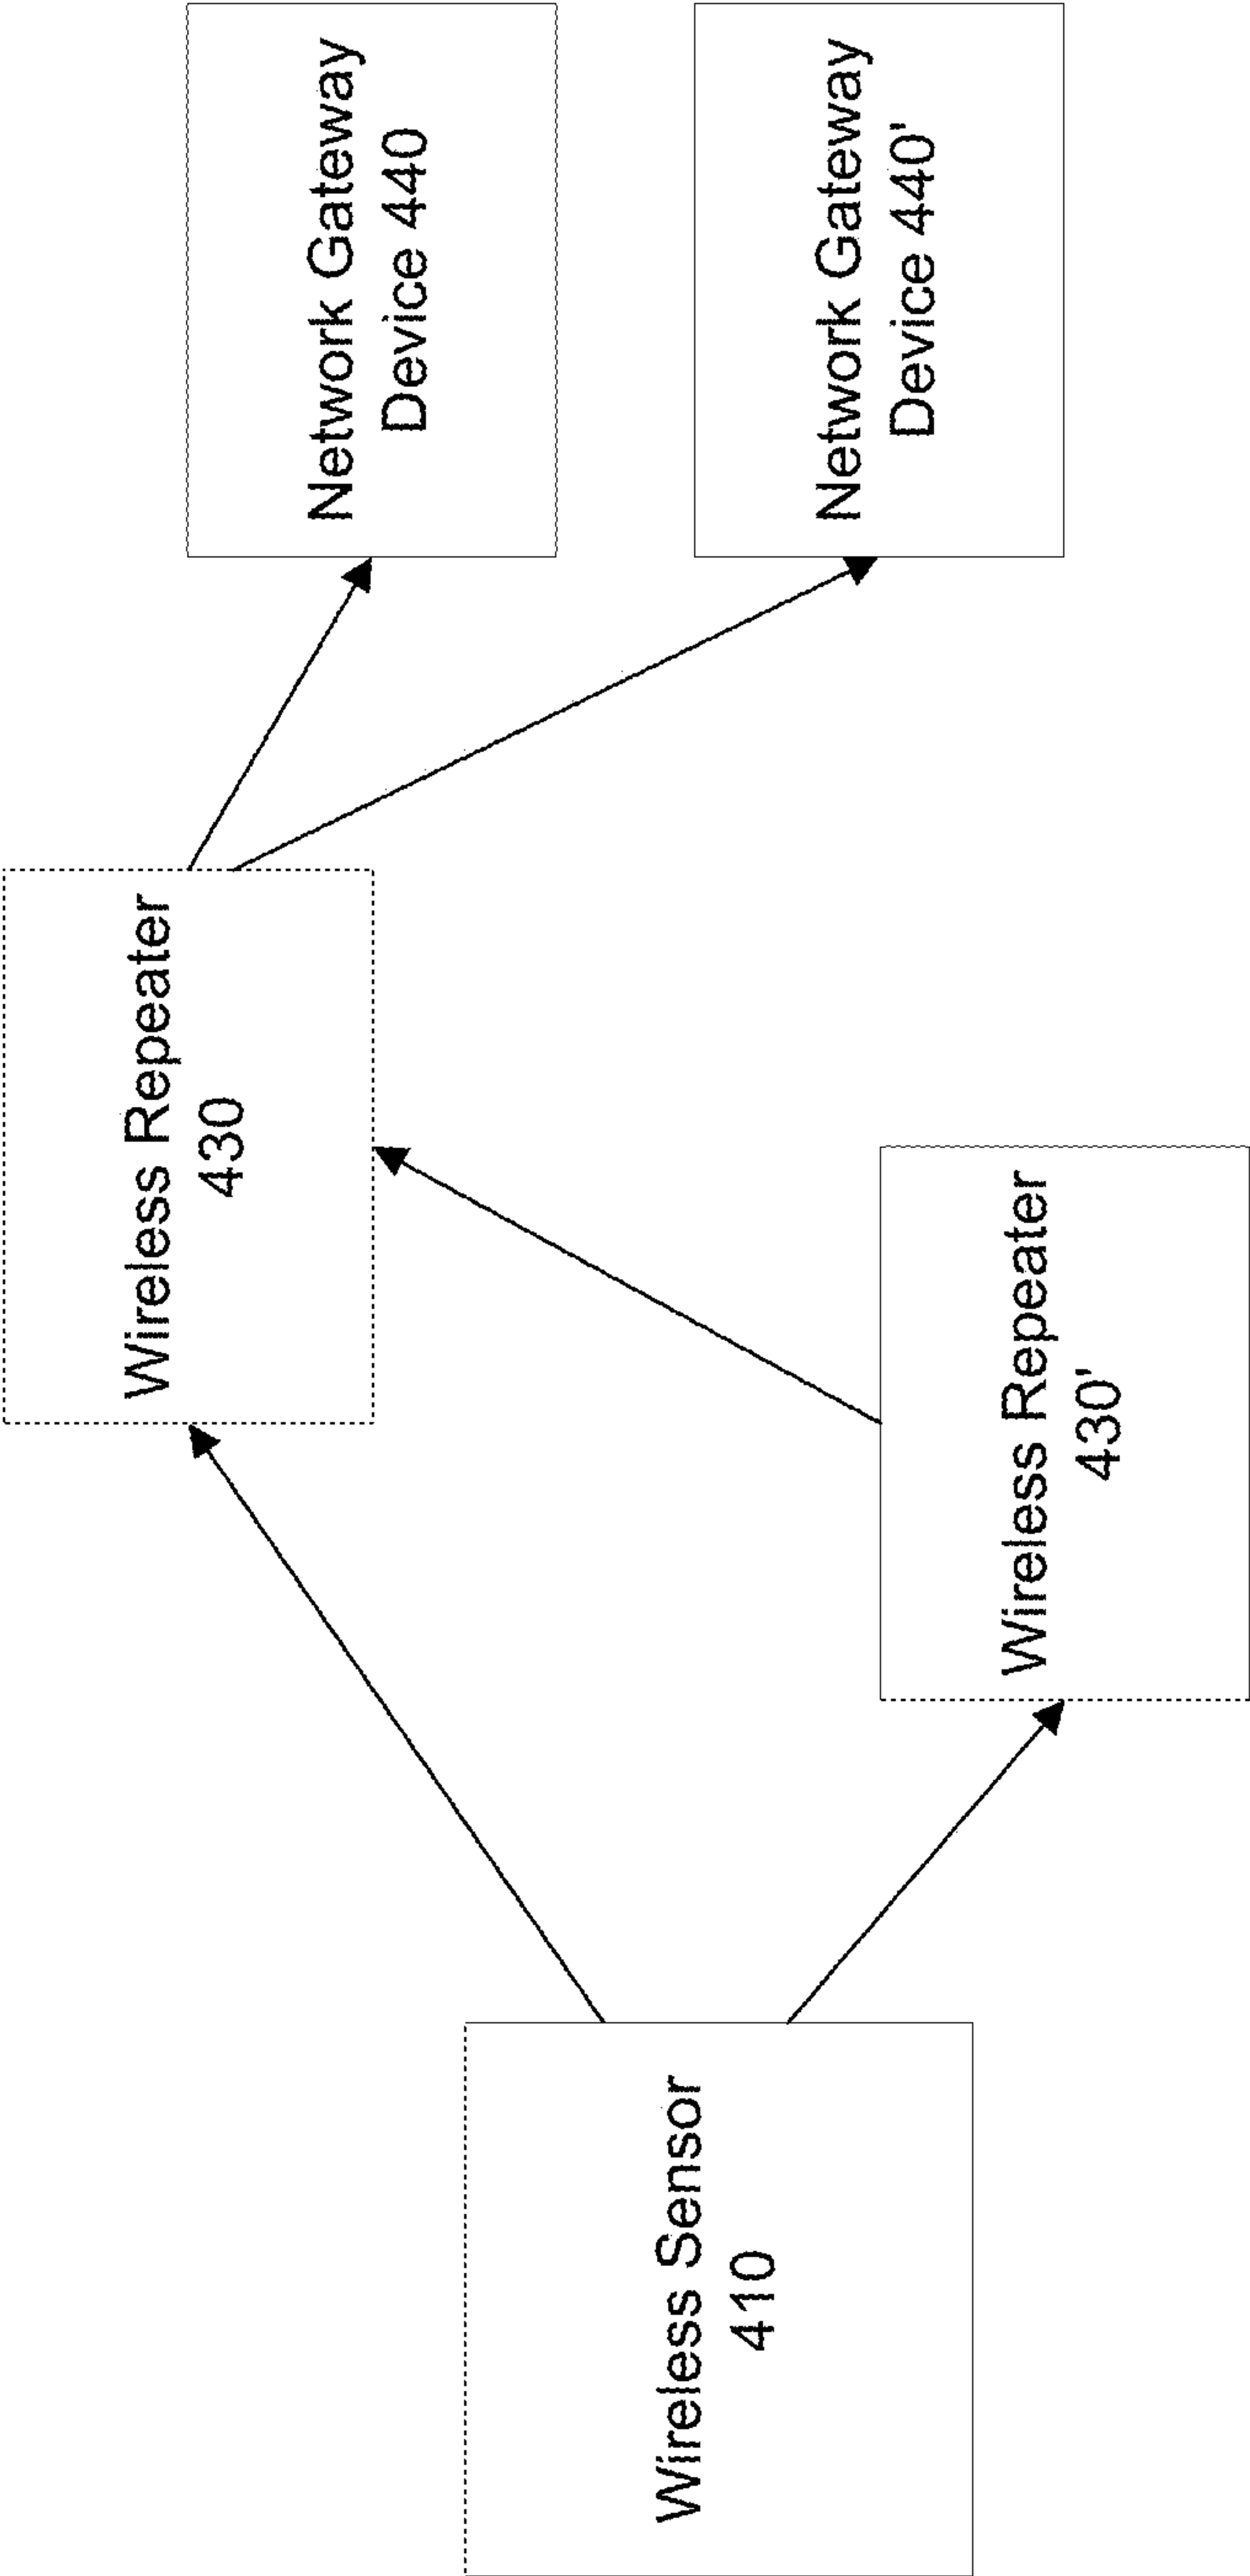 Wireless Sensor
410
Wireless Repeater
430
Wireless Repeater
430'
Network Gateway
Device 440
Network Gateway
Device 440'